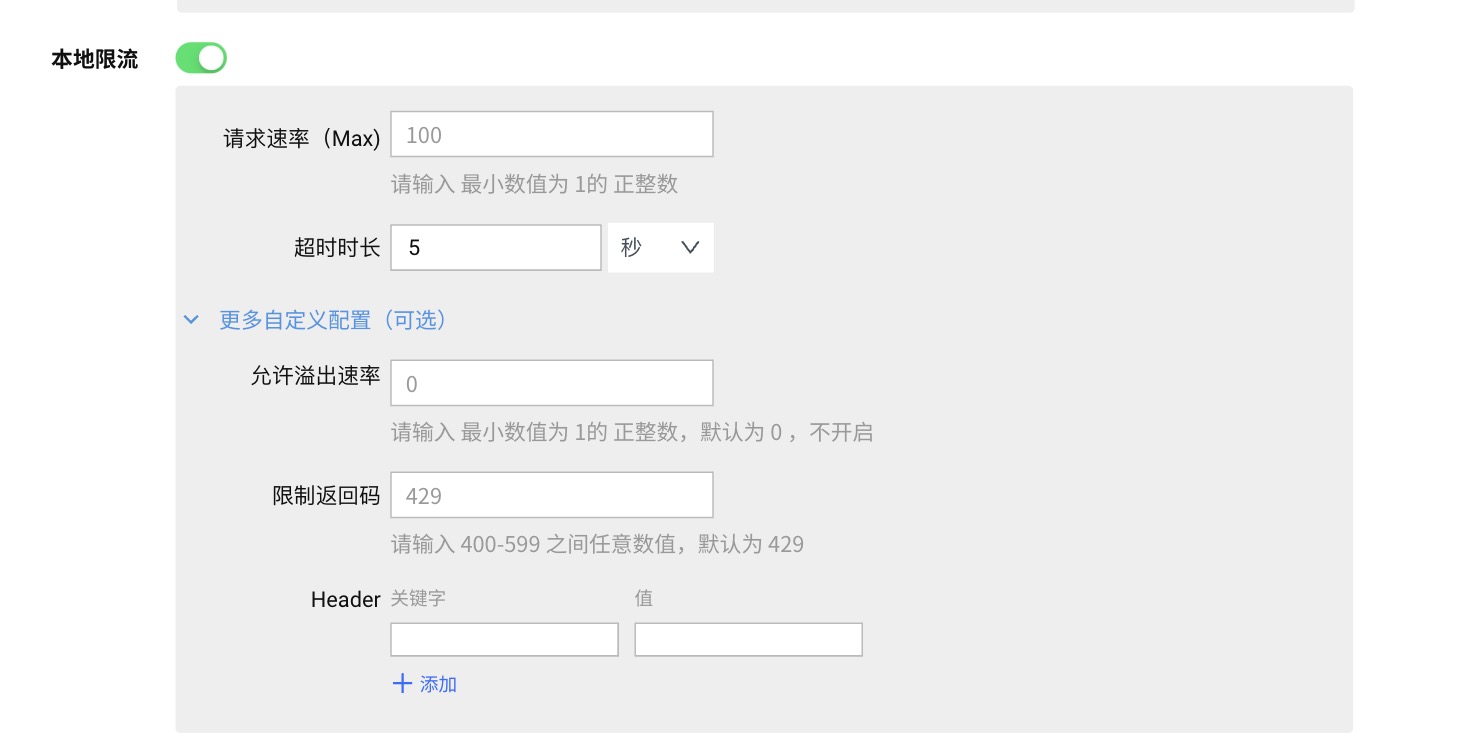 本地限流
请求速率（Max) 100
请输入 最小数值为 1的 正整数
超时时长 5 秒
更多自定义配置（可选）
允许溢出速率 0
请输入 最小数值为 1的 正整数，默认为 0 ，不开启
限制返回码 429
请输入 400-599 之间任意数值，默认为 429
Header 关键字 值
添加